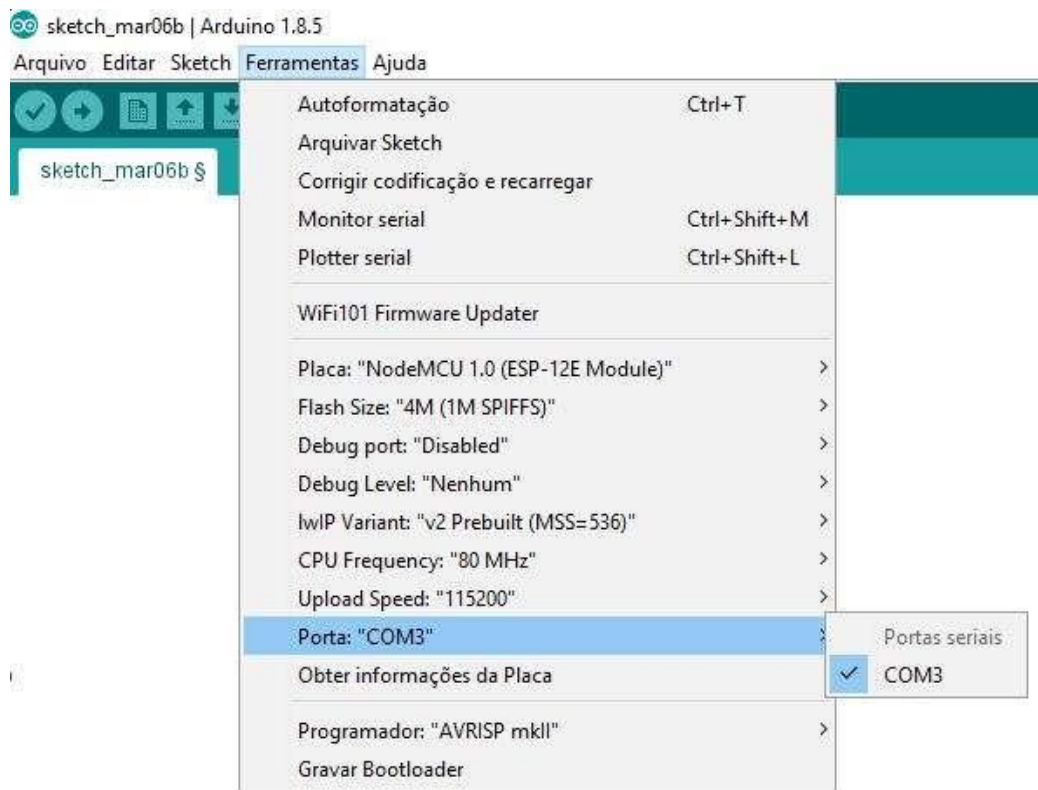 sketch_mar06b | Arduino 1.8.5
Arquivo Editar Sketch Ferramentas Ajuda
sketch_mar06b §
Autoformatação Ctrl+T
Arquivar Sketch
Corrigir codificação e recarregar
Monitor serial Ctrl+Shift+M
Plotter serial Ctrl+Shift+L
WiFi101 Firmware Updater
Placa: "NodeMCU 1.0 (ESP-12E Module)"
Flash Size: "4M (1M SPIFFS)"
Debug port: "Disabled"
Debug Level: "Nenhum"
lwIP Variant: "v2 Prebuilt (MSS=536)"
CPU Frequency: "80 MHz"
Upload Speed: "115200"
Porta: "COM3"
Portas seriais
COM3
Obter informações da Placa
Programador: "AVRISP mkII"
Gravar Bootloader